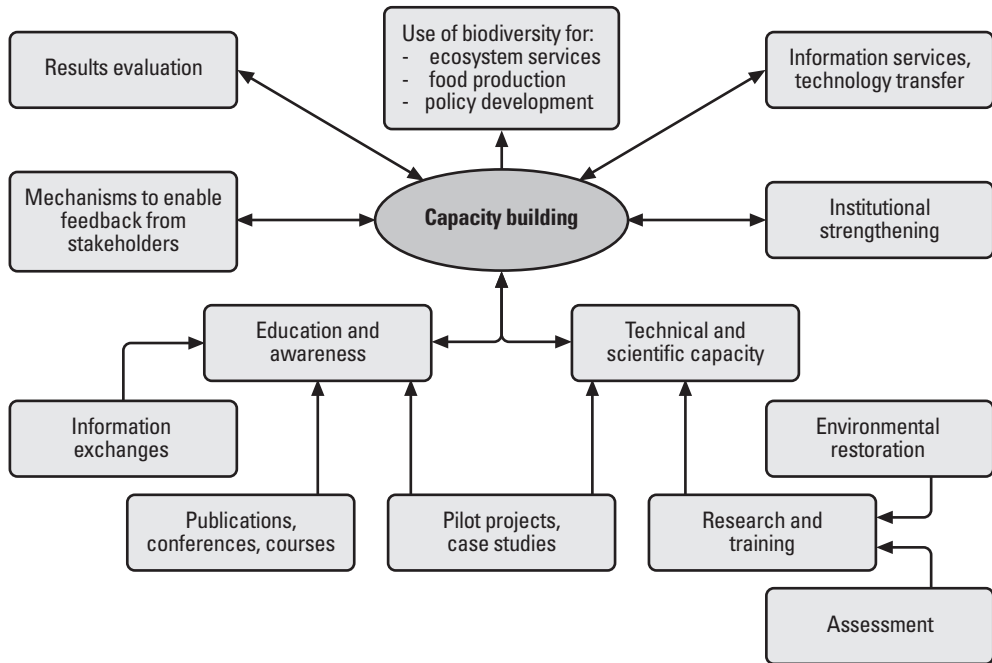 Results evaluation
Use of biodiversity for:
- ecosystem services
- food production
- policy development
Information services,
technology transfer
Mechanisms to enable
feedback from
stakeholders
Capacity building
Institutional
strengthening
Education and
awareness
Technical and
scientific capacity
Information
exchanges
Environmental
restoration
Publications,
conferences, courses
Pilot projects,
case studies
Research and
training
Assessment